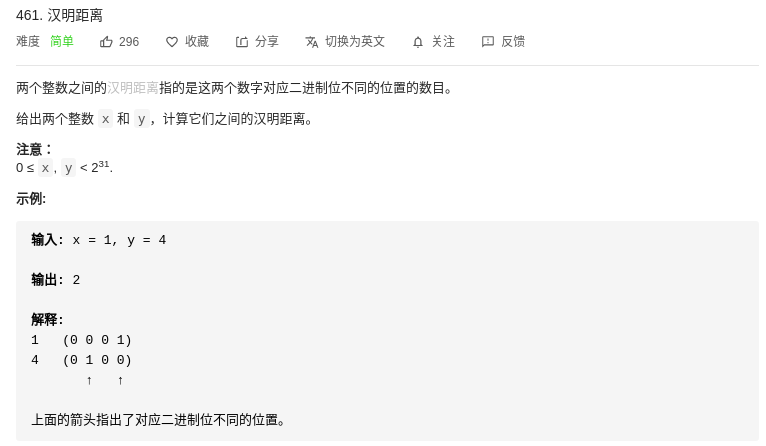 461. 汉明距离
难度 简单 296 收藏 分享 切换为英文 关注 反馈
两个整数之间的汉明距离指的是这两个数字对应二进制位不同的位置的数目。
给出两个整数 x 和 y，计算它们之间的汉明距离。
注意：
0 ≤ x, y < 2³¹.
示例:
输入: x = 1, y = 4
输出: 2
解释:
1   (0 0 0 1)
4   (0 1 0 0)
       ↑   ↑
上面的箭头指出了对应二进制位不同的位置。